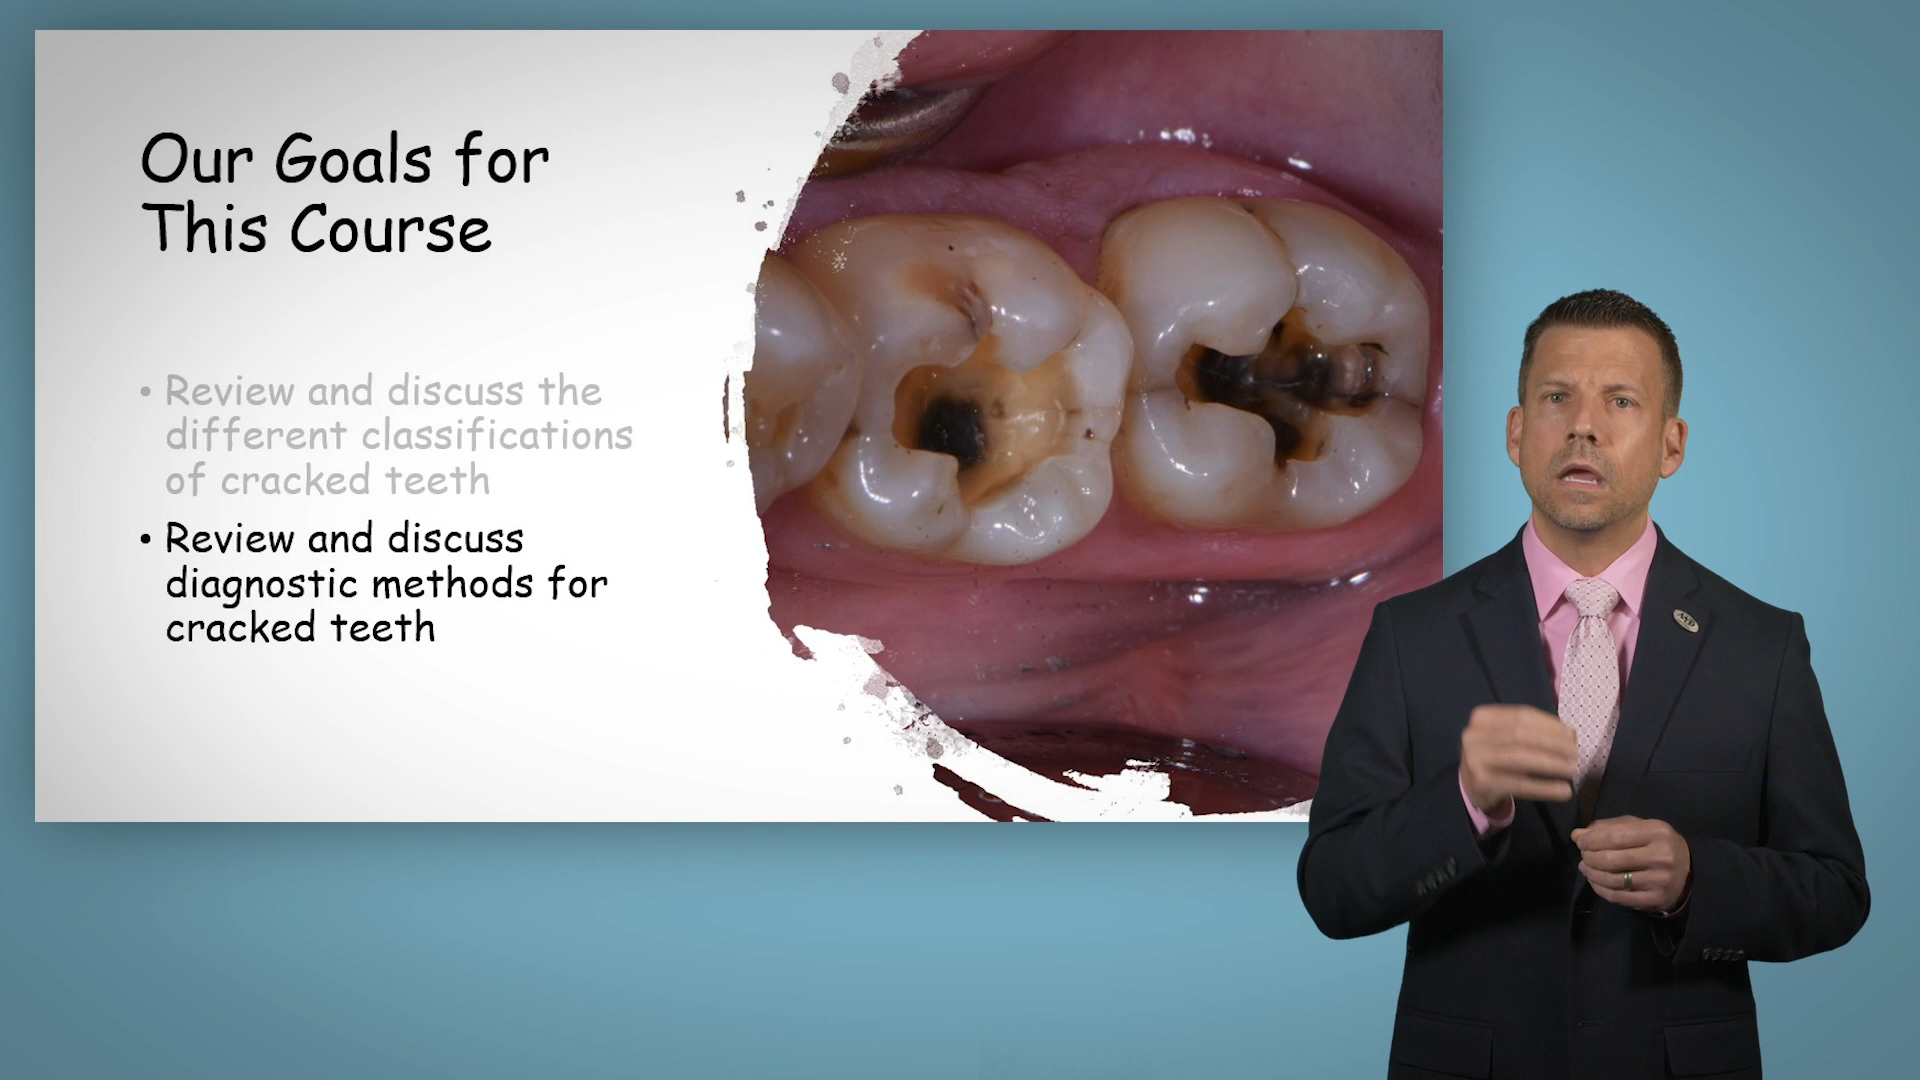 Our Goals for
This Course
• Review and discuss the
different classifications
of cracked teeth
• Review and discuss
diagnostic methods for
cracked teeth